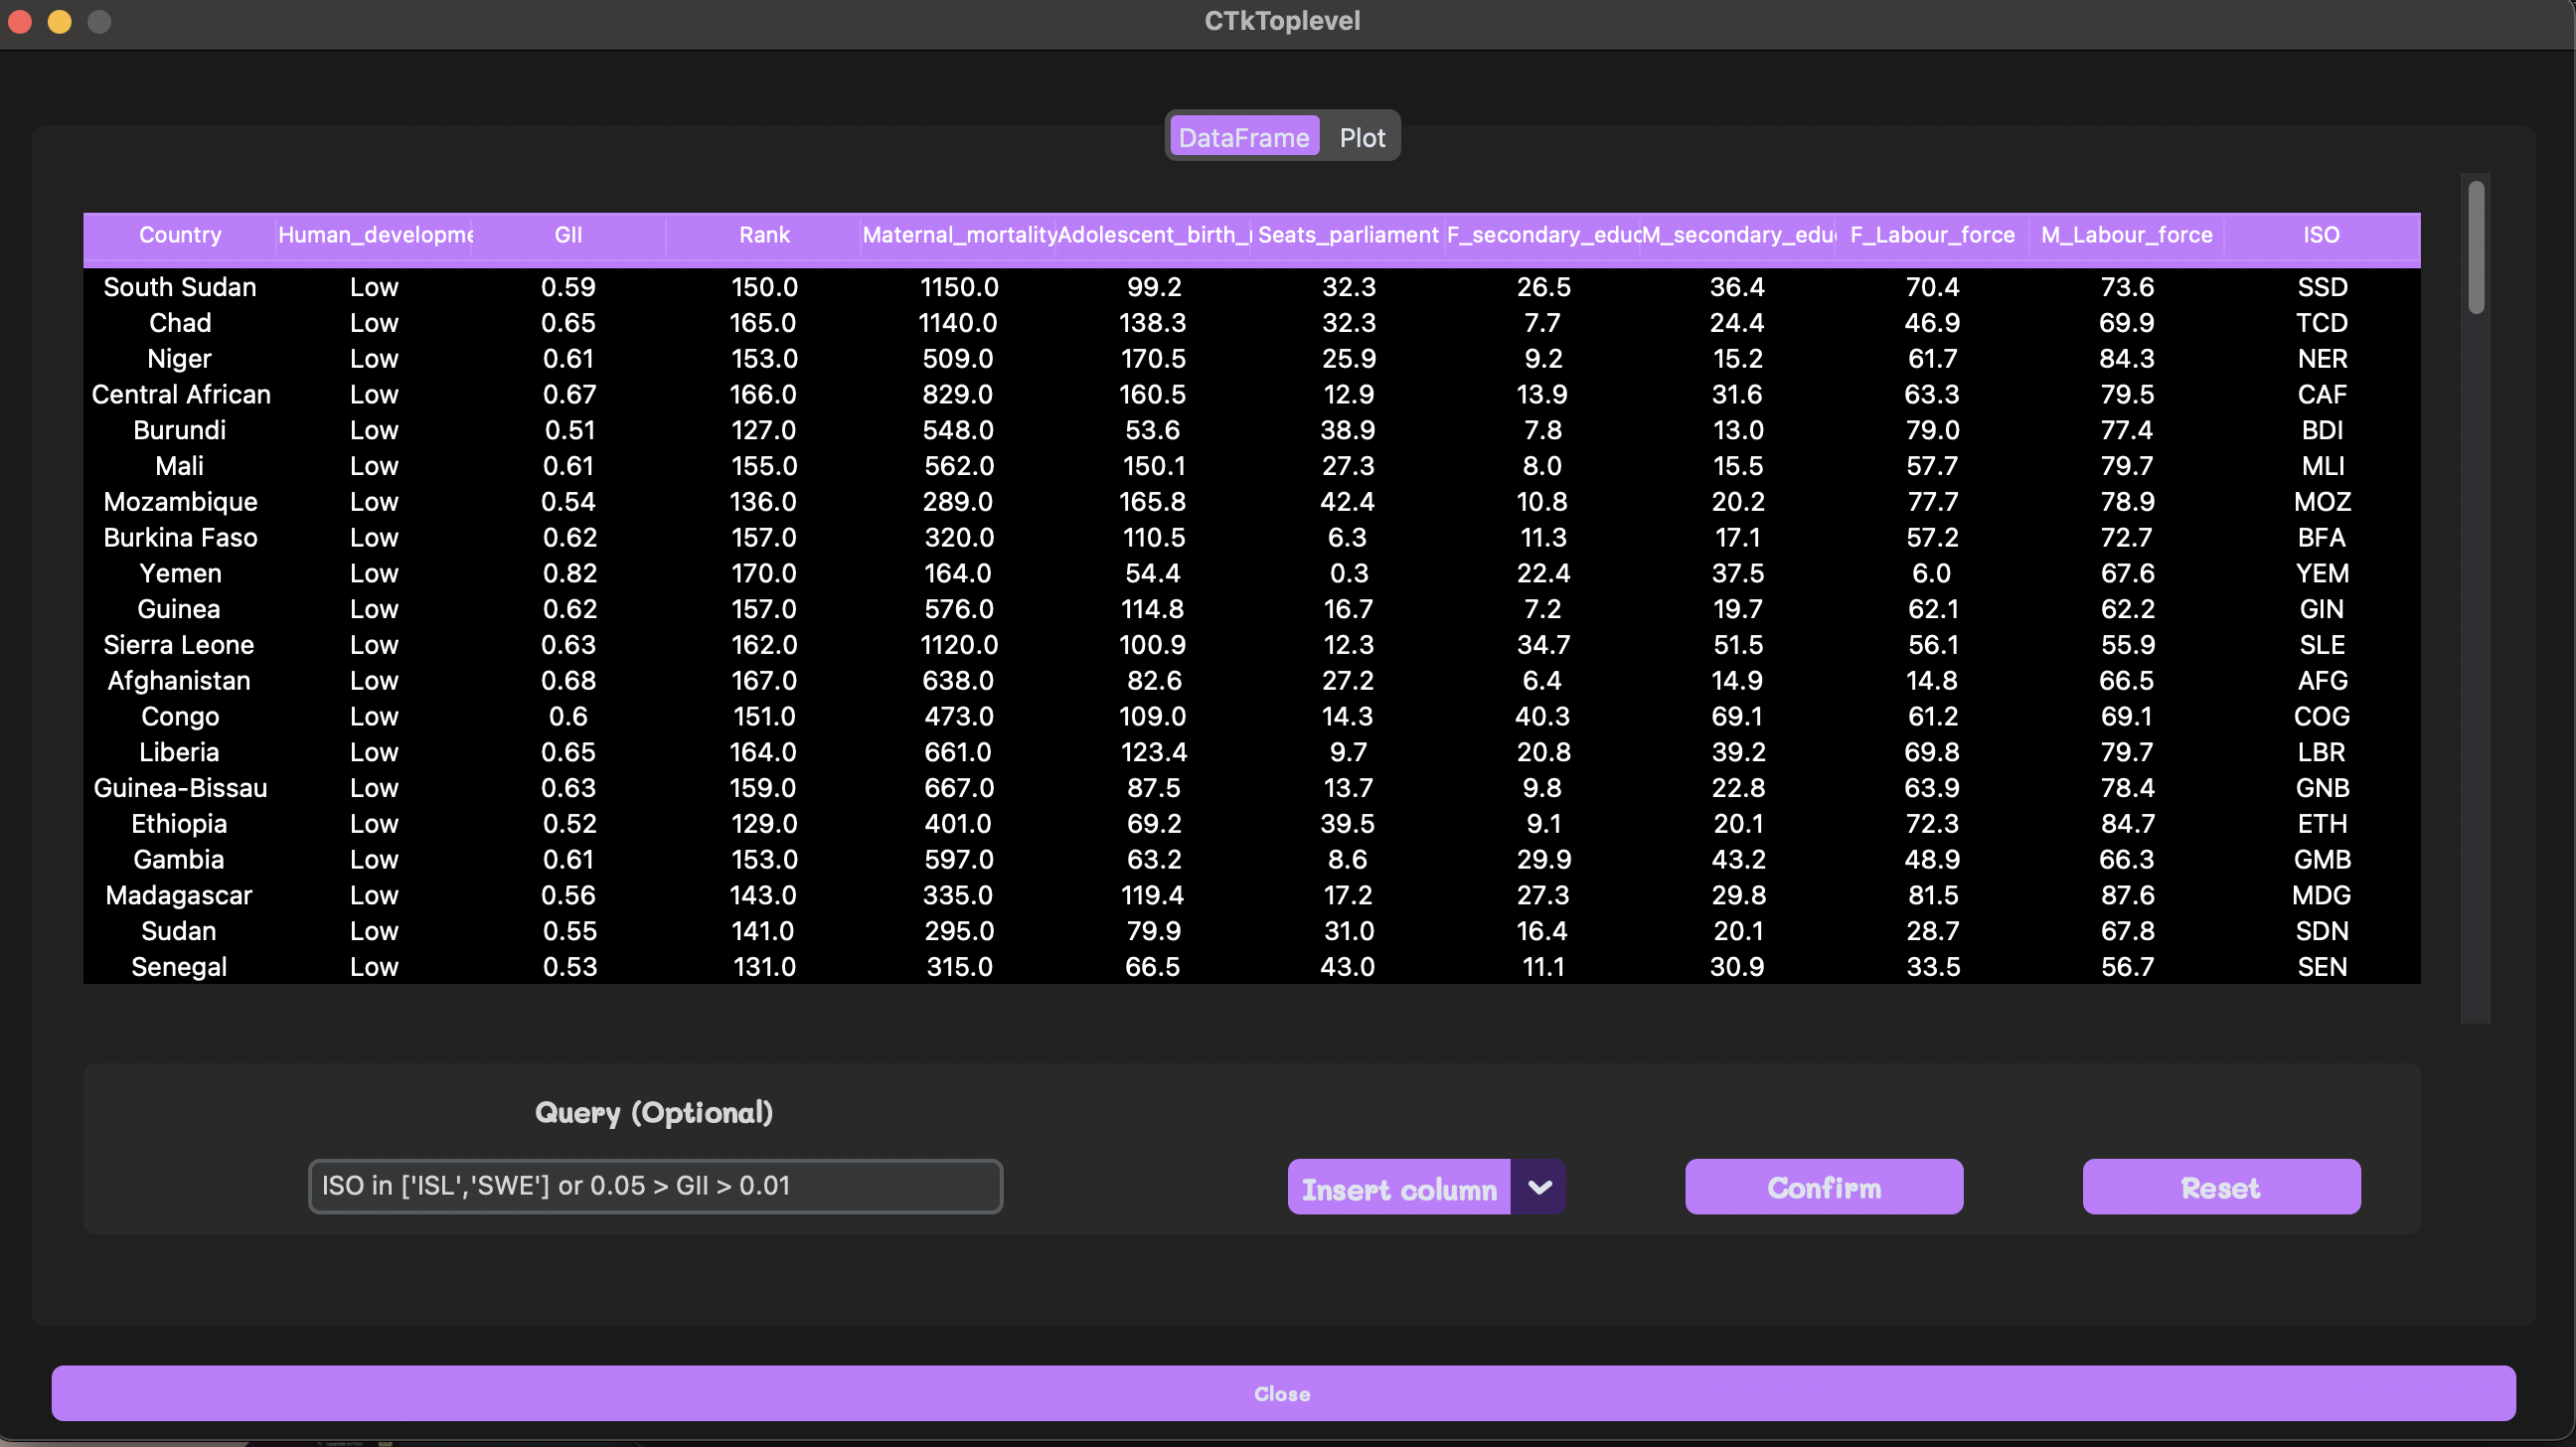 CTkToplevel
DataFrame Plot
Country Human_developme GII Rank Maternal_mortality Adolescent_birth_ Seats_parliament F_secondary_educ M_secondary_edu F_Labour_force M_Labour_force ISO
South Sudan Low 0.59 150.0 1150.0 99.2 32.3 26.5 36.4 70.4 73.6 SSD
Chad Low 0.65 165.0 1140.0 138.3 32.3 7.7 24.4 46.9 69.9 TCD
Niger Low 0.61 153.0 509.0 170.5 25.9 9.2 15.2 61.7 84.3 NER
Central African Low 0.67 166.0 829.0 160.5 12.9 13.9 31.6 63.3 79.5 CAF
Burundi Low 0.51 127.0 548.0 53.6 38.9 7.8 13.0 79.0 77.4 BDI
Mali Low 0.61 155.0 562.0 150.1 27.3 8.0 15.5 57.7 79.7 MLI
Mozambique Low 0.54 136.0 289.0 165.8 42.4 10.8 20.2 77.7 78.9 MOZ
Burkina Faso Low 0.62 157.0 320.0 110.5 6.3 11.3 17.1 57.2 72.7 BFA
Yemen Low 0.82 170.0 164.0 54.4 0.3 22.4 37.5 6.0 67.6 YEM
Guinea Low 0.62 157.0 576.0 114.8 16.7 7.2 19.7 62.1 62.2 GIN
Sierra Leone Low 0.63 162.0 1120.0 100.9 12.3 34.7 51.5 56.1 55.9 SLE
Afghanistan Low 0.68 167.0 638.0 82.6 27.2 6.4 14.9 14.8 66.5 AFG
Congo Low 0.6 151.0 473.0 109.0 14.3 40.3 69.1 61.2 69.1 COG
Liberia Low 0.65 164.0 661.0 123.4 9.7 20.8 39.2 69.8 79.7 LBR
Guinea-Bissau Low 0.63 159.0 667.0 87.5 13.7 9.8 22.8 63.9 78.4 GNB
Ethiopia Low 0.52 129.0 401.0 69.2 39.5 9.1 20.1 72.3 84.7 ETH
Gambia Low 0.61 153.0 597.0 63.2 8.6 29.9 43.2 48.9 66.3 GMB
Madagascar Low 0.56 143.0 335.0 119.4 17.2 27.3 29.8 81.5 87.6 MDG
Sudan Low 0.55 141.0 295.0 79.9 31.0 16.4 20.1 28.7 67.8 SDN
Senegal Low 0.53 131.0 315.0 66.5 43.0 11.1 30.9 33.5 56.7 SEN
Query (Optional)
ISO in ['ISL','SWE'] or 0.05 > GII > 0.01
Insert column
Confirm
Reset
Close